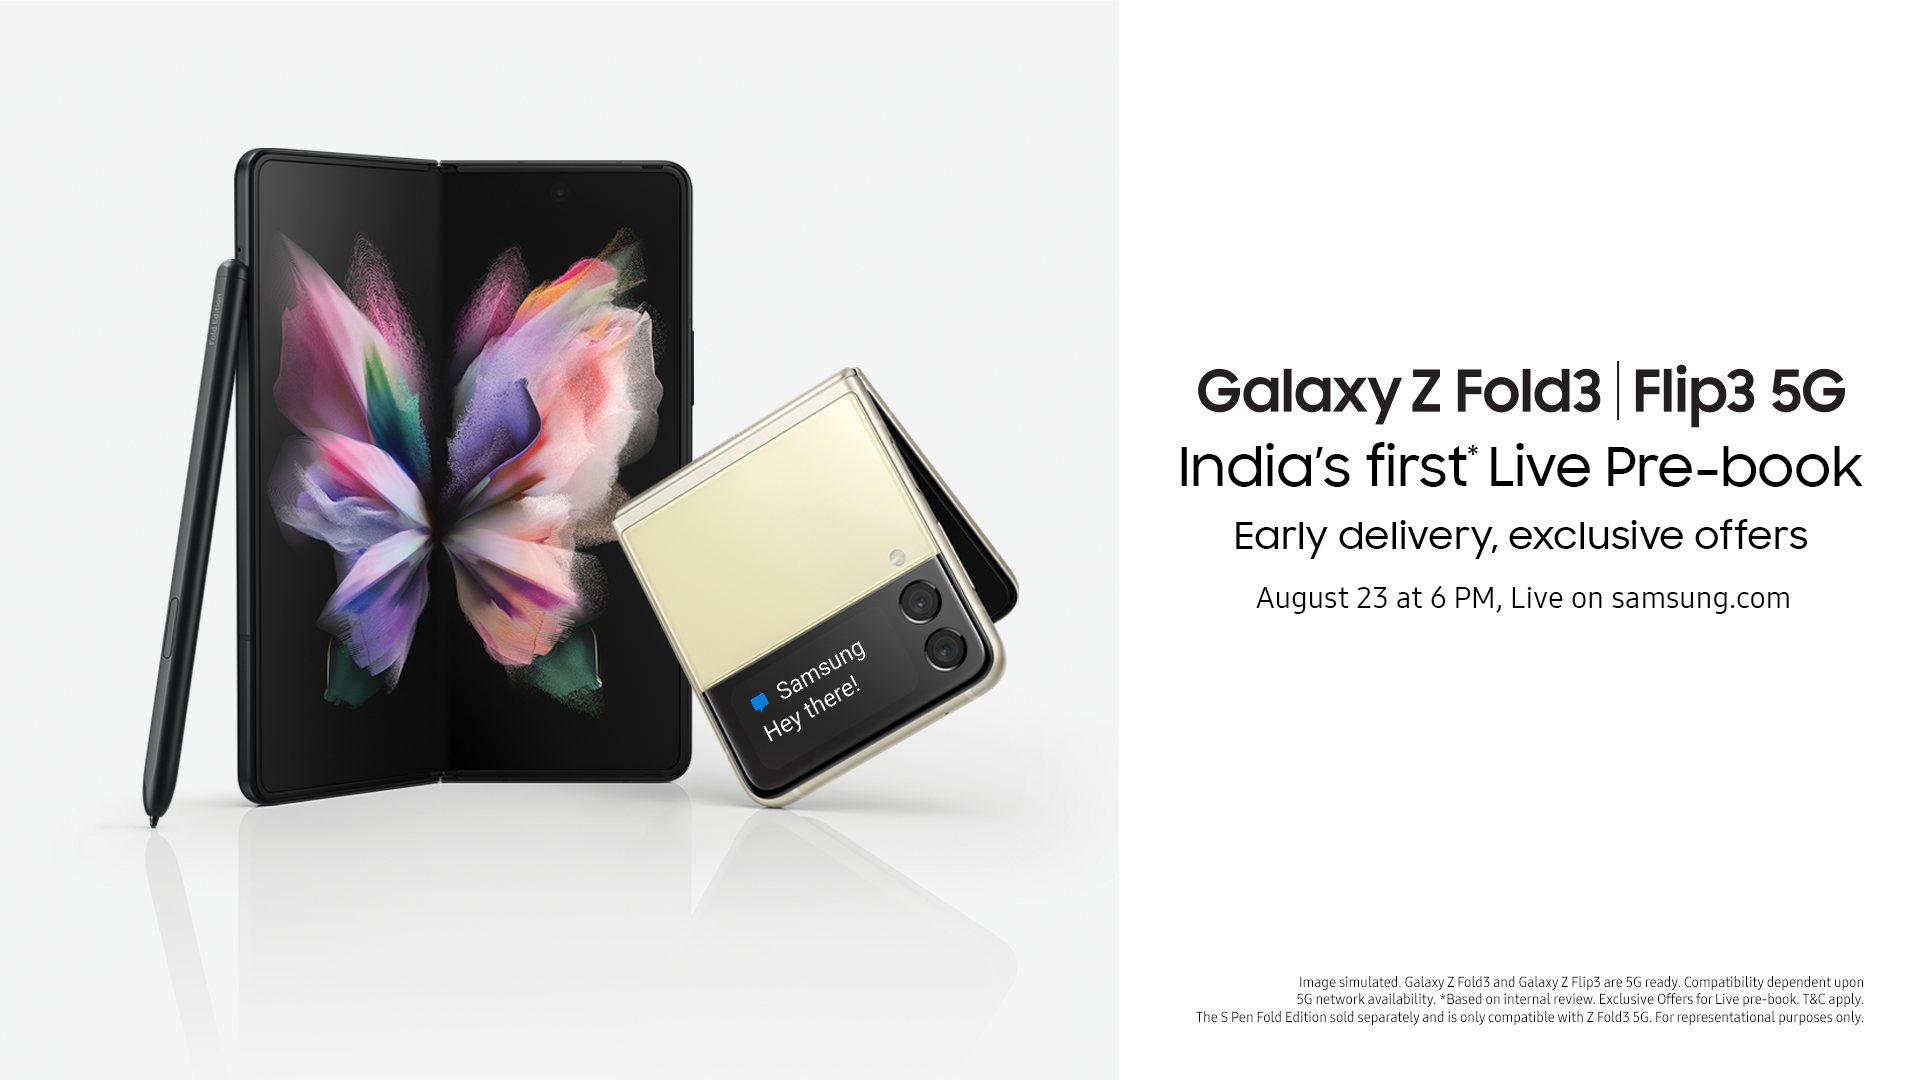 Fold Edition
Samsung
Hey there!
Galaxy Z Fold3 | Flip3 5G
India's first* Live Pre-book
Early delivery, exclusive offers
August 23 at 6 PM, Live on samsung.com
Image simulated. Galaxy Z Fold3 and Galaxy Z Flip3 are 5G ready. Compatibility dependent upon
5G network availability. *Based on internal review. Exclusive Offers for Live pre-book. T&C apply.
The S Pen Fold Edition sold separately and is only compatible with Z Fold3 5G. For representational purposes only.